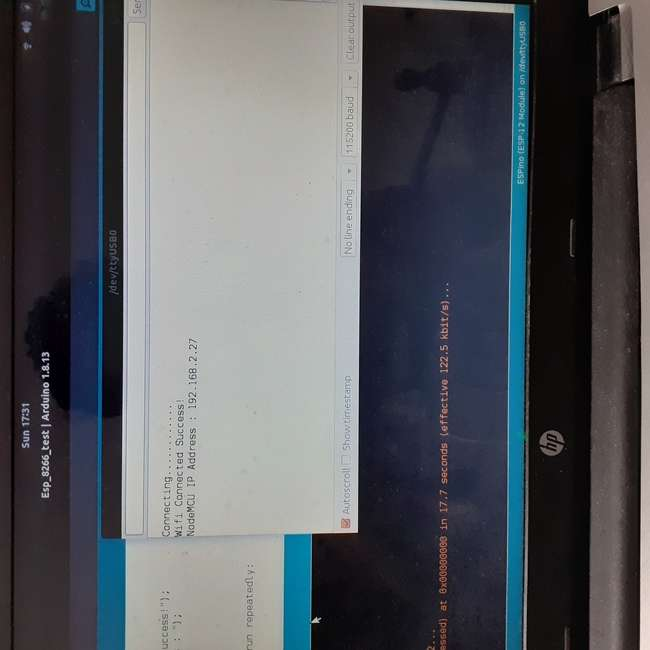 Sun 17:31
Esp_8266_test | Arduino 1.8.13
/dev/ttyUSB0
Connecting............
Wifi Connected Success!
NodeMCU IP Address : 192.168.2.27
Autoscroll Show timestamp
No line ending
115200 baud
Clear output
uccess!");
: ");
run repeatedly:
2...
essed) at 0x00000000 in 17.7 seconds (effective 122.5 kbit/s)...
ESPino (ESP-12 Module) on /dev/ttyUSB0
hp